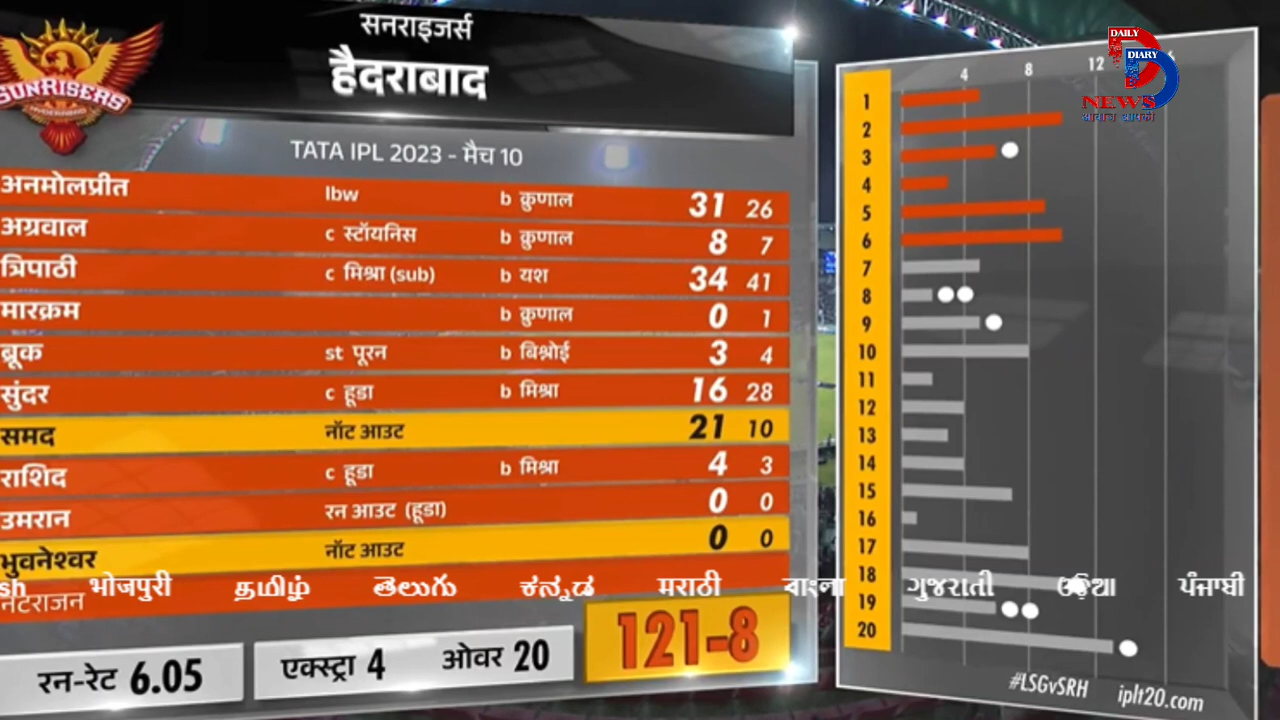 SUNRISERS
HYDERABAD
सनराइजर्स
हैदराबाद
TATA IPL 2023 - मैच 10
अनमोलप्रीत lbw b क्रुणाल 31 26
अग्रवाल c स्टॉयनिस b क्रुणाल 8 7
त्रिपाठी c मिश्रा (sub) b यश 34 41
मारक्रम b क्रुणाल 0 1
ब्रूक st पूरन b बिश्नोई 3 4
सुंदर c हूडा b मिश्रा 16 28
समद नॉट आउट 21 10
राशिद c हूडा b मिश्रा 4 3
उमरान रन आउट (हूडा) 0 0
भुवनेश्वर नॉट आउट 0 0
नटराजन
sh भोजपुरी தமிழ் తెలుగు ಕನ್ನಡ मराठी বাংলা ગુજરાતી ଓଡ଼ିଆ ਪੰਜਾਬੀ
रन-रेट 6.05 एक्स्ट्रा 4 ओवर 20 121-8
4 8 12
1
2
3
4
5
6
7
8
9
10
11
12
13
14
15
16
17
18
19
20
#LSGvSRH iplt20.com
DAILY
DIARY
NEWS
आवाज़ आपकी